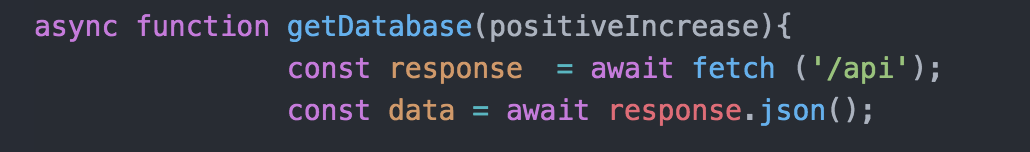 async function getDatabase(positiveIncrease){
const response  = await fetch ('/api');
const data = await response.json();